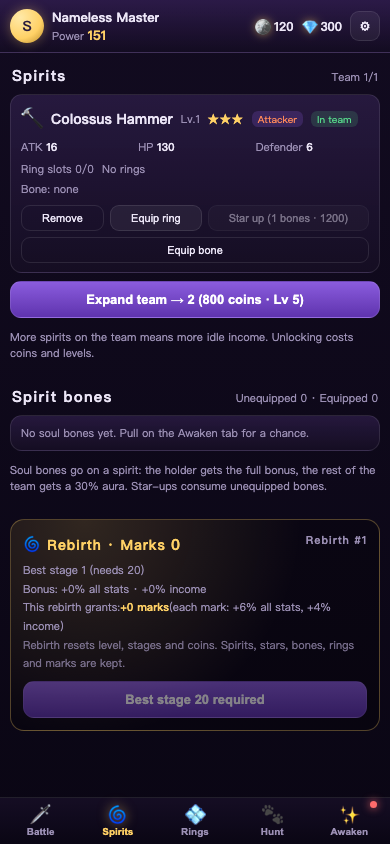 S
Nameless Master
Power 151
120
300
Spirits
Team 1/1
Colossus Hammer Lv.1 Attacker In team
ATK 16 HP 130 Defender 6
Ring slots 0/0 No rings
Bone: none
Remove Equip ring Star up (1 bones · 1200)
Equip bone
Expand team → 2 (800 coins · Lv 5)
More spirits on the team means more idle income. Unlocking costs
coins and levels.
Spirit bones
Unequipped 0 · Equipped 0
No soul bones yet. Pull on the Awaken tab for a chance.
Soul bones go on a spirit: the holder gets the full bonus, the rest of the
team gets a 30% aura. Star-ups consume unequipped bones.
Rebirth · Marks 0
Rebirth #1
Best stage 1 (needs 20)
Bonus: +0% all stats · +0% income
This rebirth grants:+0 marks(each mark: +6% all stats, +4%
income)
Rebirth resets level, stages and coins. Spirits, stars, bones, rings
and marks are kept.
Best stage 20 required
Battle Spirits Rings Hunt Awaken